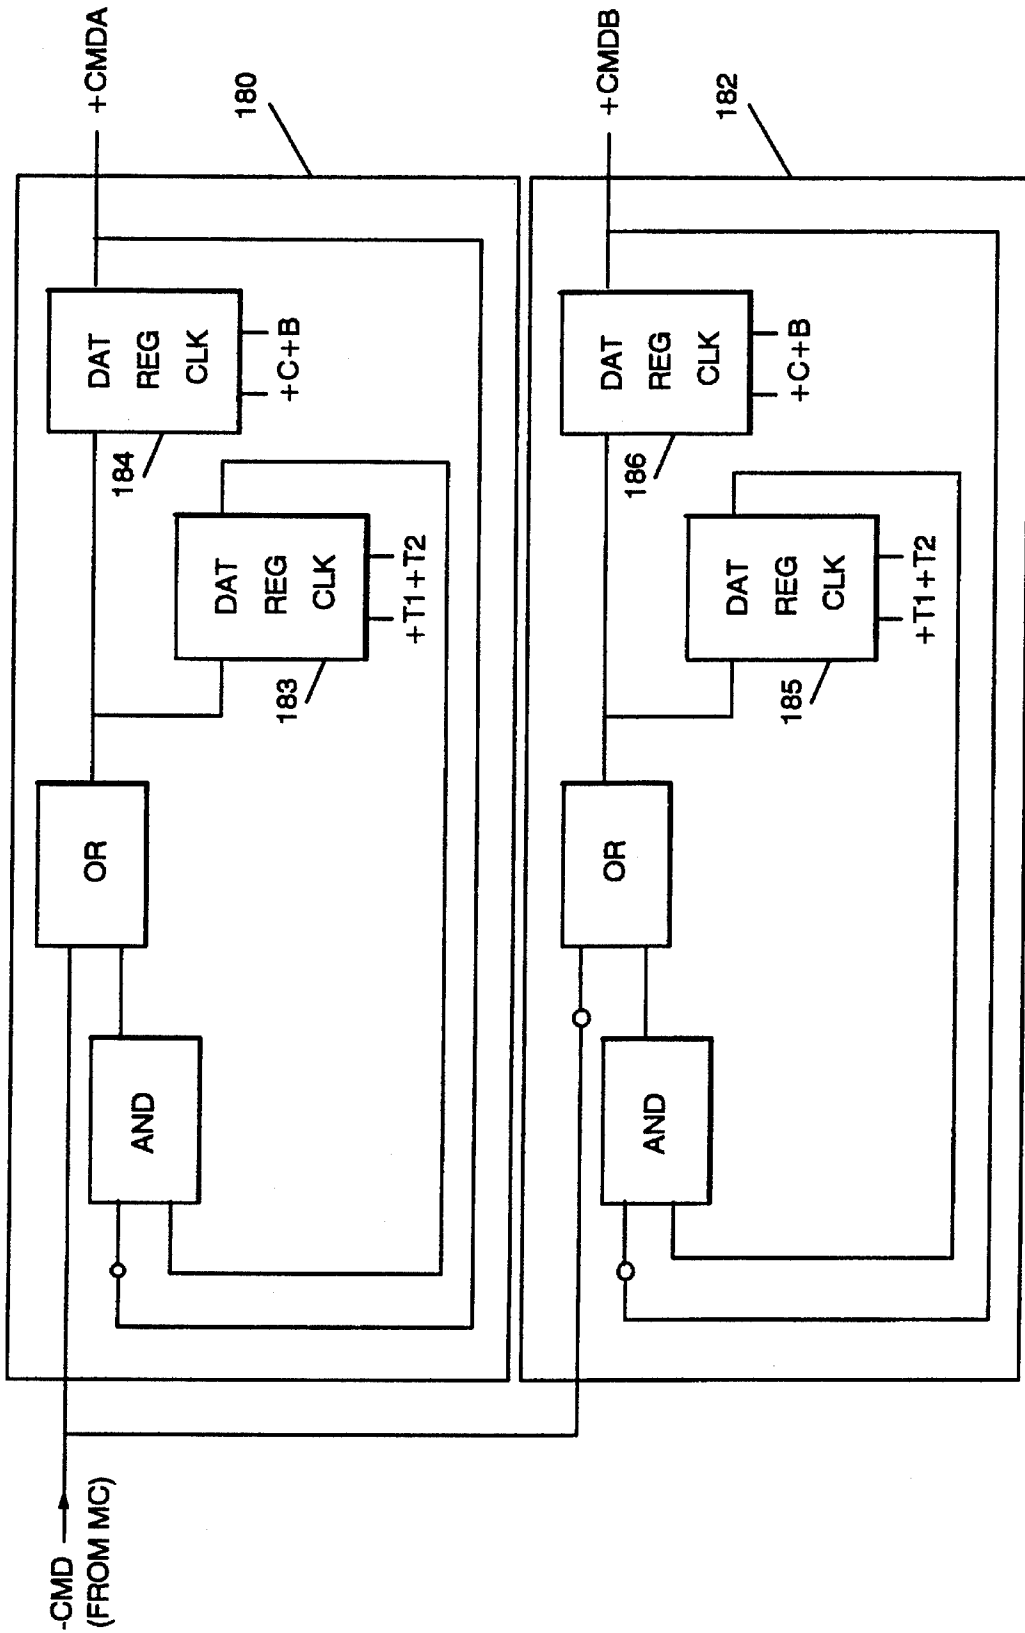 -CMD
(FROM MC)
AND
OR
DAT
REG
CLK
183
+T1+T2
DAT
REG
CLK
184
+C+B
+CMDA
180
AND
OR
DAT
REG
CLK
185
+T1+T2
DAT
REG
CLK
186
+C+B
+CMDB
182